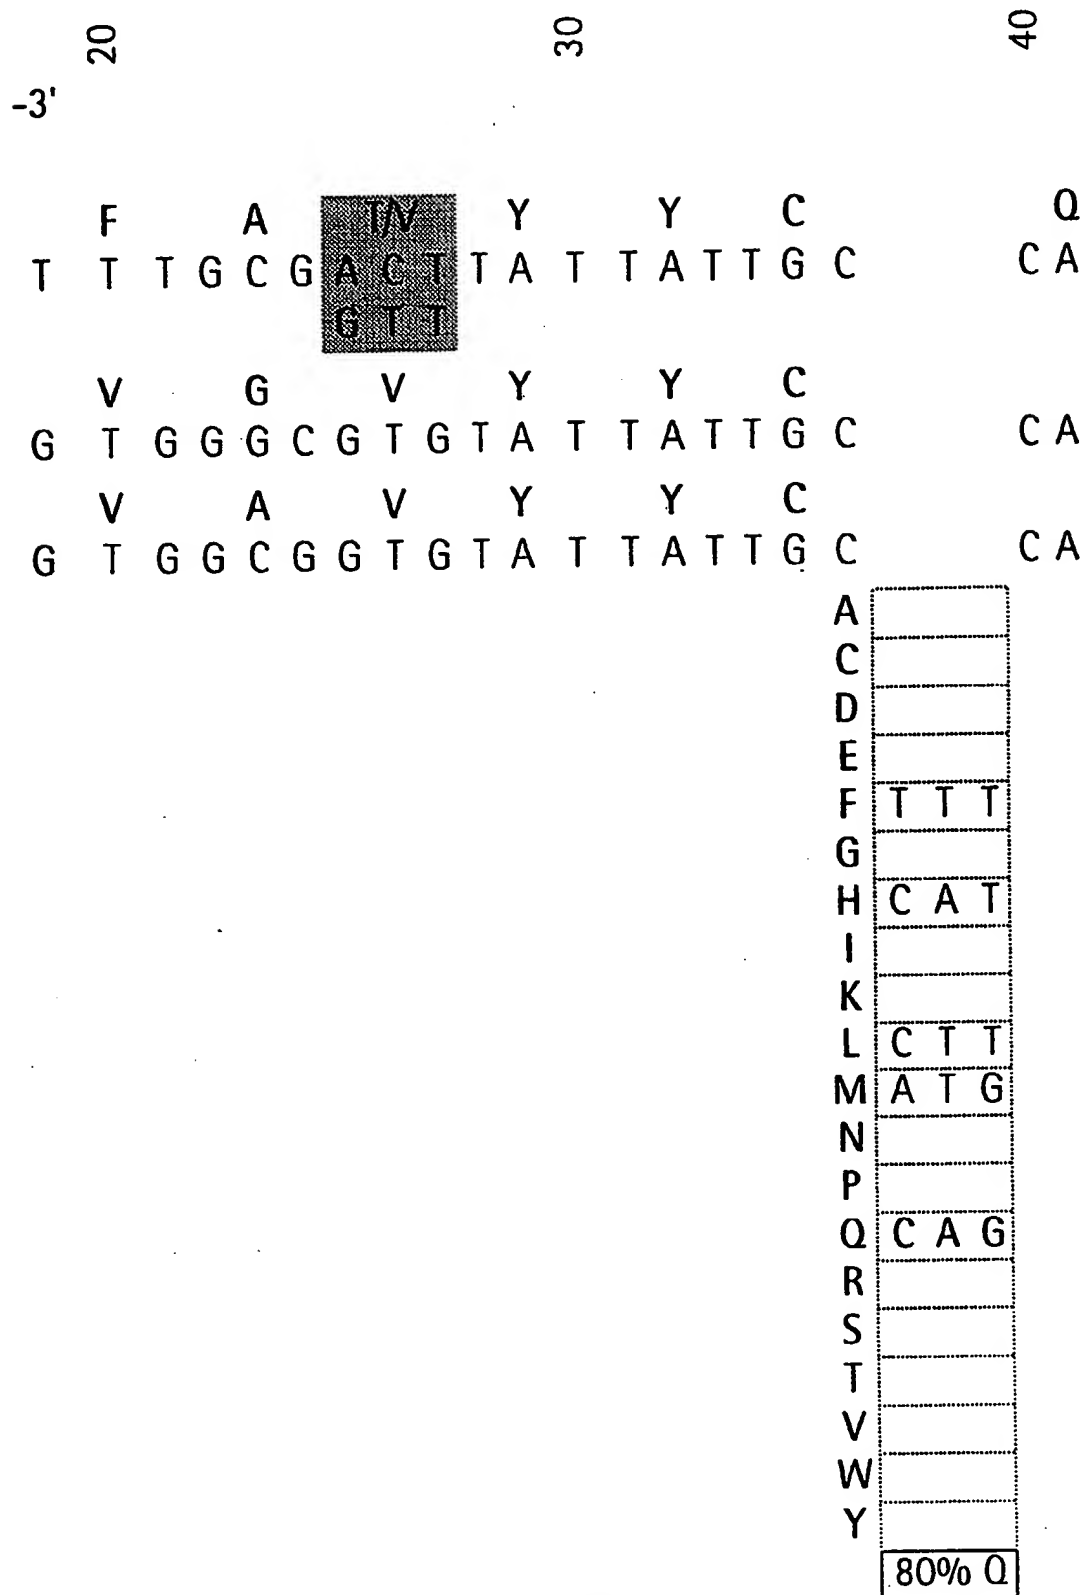 20 30 40
-3'
F A T/V Y Y C Q
T T T G C G A C T T A T T A T T G C C A
G T T
V G V Y Y C
G T G G G C G T G T A T T A T T G C C A
V A V Y Y C
G T G G C G G T G T A T T A T T G C C A
A
C
D
E
F T T T
G
H C A T
I
K
L C T T
M A T G
N
P
Q C A G
R
S
T
V
W
Y
80% Q